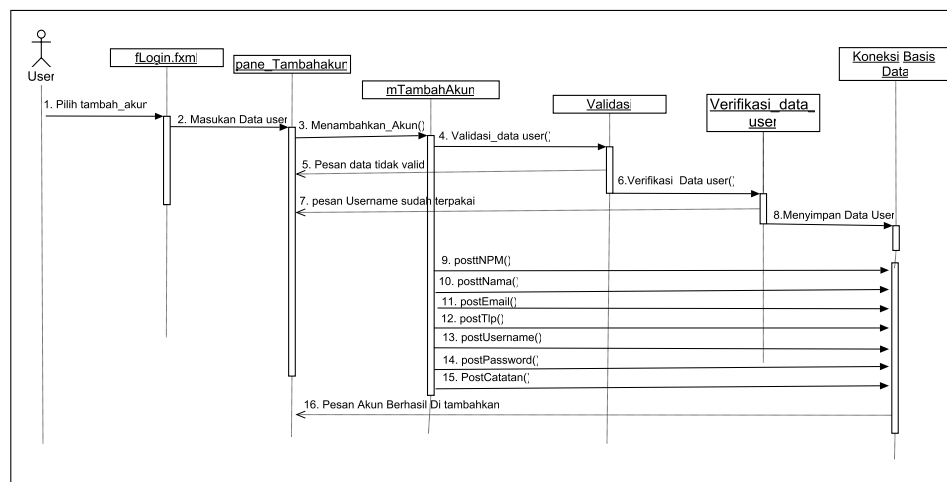 User
fLogin.fxml
pane_Tambahakun
mTambahAkun
Validasi
Verifikasi_data_
user
Koneksi Basis
Data
1. Pilih tambah_akun
2. Masukan Data user
3. Menambahkan_Akun()
4. Validasi_data user()
5. Pesan data tidak valid
6.Verifikasi Data user()
7. pesan Username sudah terpakai
8.Menyimpan Data User
9. posttNPM()
10. posttNama()
11. postEmail()
12. postTlp()
13. postUsername()
14. postPassword()
15. PostCatatan()
16. Pesan Akun Berhasil Di tambahkan